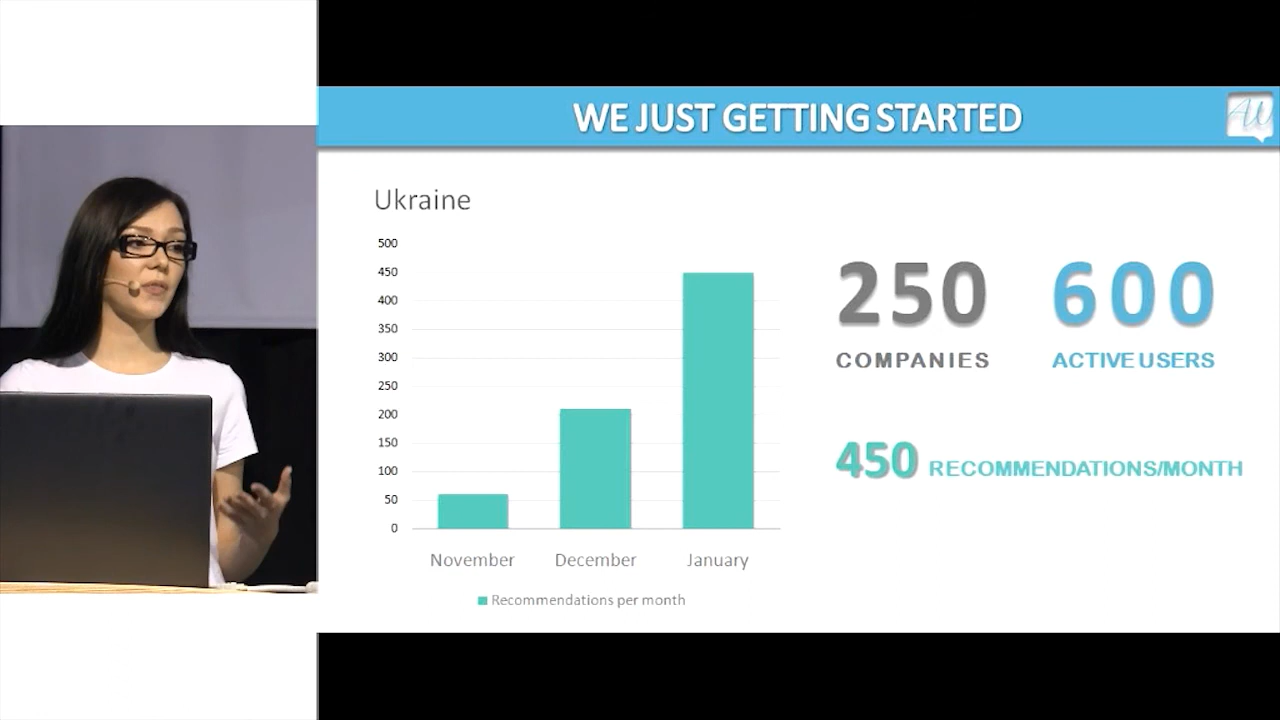 WE JUST GETTING STARTED
AU
Ukraine
500
450
400
350
300
250
200
150
100
50
0
November December January
Recommendations per month
250 600
COMPANIES ACTIVE USERS
450 RECOMMENDATIONS/MONTH